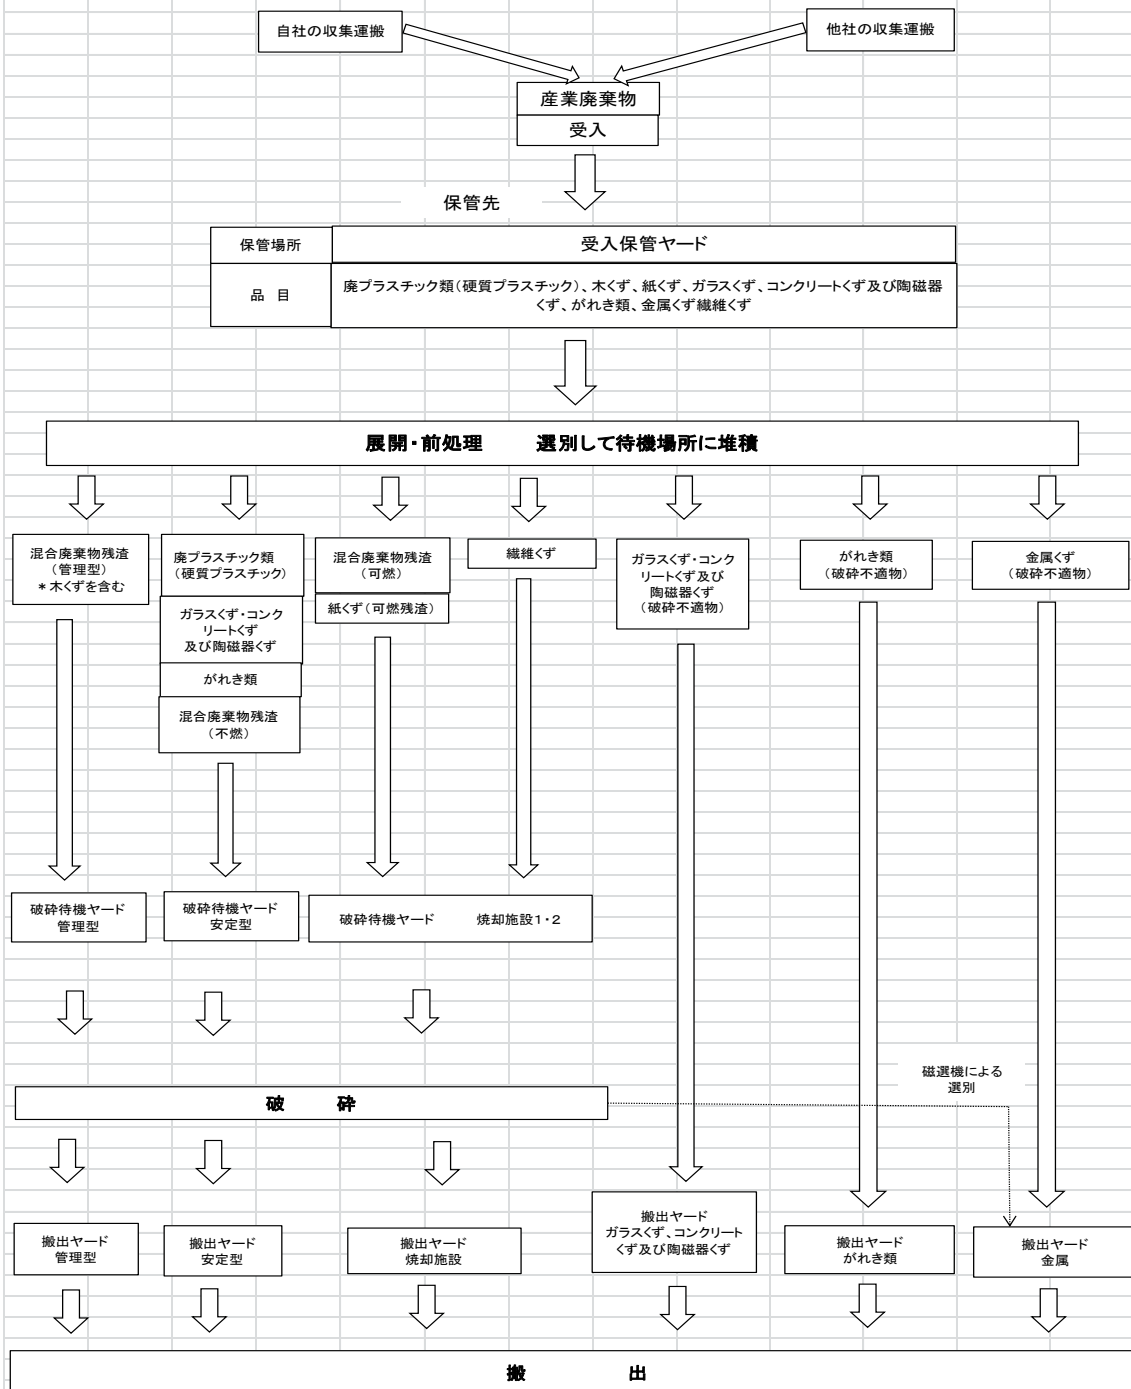 自社の収集運搬
他社の収集運搬
産業廃棄物
受入
保管先
保管場所
受入保管ヤード
品 目
廃プラスチック類(硬質プラスチック)、木くず、紙くず、ガラスくず、コンクリートくず及び陶磁器
くず、がれき類、金属くず繊維くず
展開・前処理 選別して待機場所に堆積
混合廃棄物残渣
(管理型)
*木くずを含む
廃プラスチック類
(硬質プラスチック)
ガラスくず・コンク
リートくず
及び陶磁器くず
がれき類
混合廃棄物残渣
(不燃)
混合廃棄物残渣
(可燃)
紙くず(可燃残渣)
繊維くず
ガラスくず・コンク
リートくず及び
陶磁器くず
(破砕不適物)
がれき類
(破砕不適物)
金属くず
(破砕不適物)
破砕待機ヤード
管理型
破砕待機ヤード
安定型
破砕待機ヤード 焼却施設1・2
磁選機による
選別
破 砕
搬出ヤード
管理型
搬出ヤード
安定型
搬出ヤード
焼却施設
搬出ヤード
ガラスくず、コンクリート
くず及び陶磁器くず
搬出ヤード
がれき類
搬出ヤード
金属
搬 出